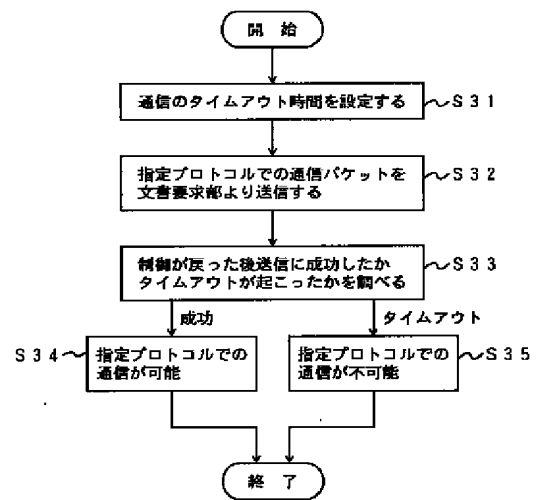 開 始
通信のタイムアウト時間を設定する
S31
指定プロトコルでの通信パケットを
文書要求部より送信する
S32
制御が戻った後送信に成功したか
タイムアウトが起こったかを調べる
S33
成功
タイムアウト
S34
指定プロトコルでの
通信が可能
指定プロトコルでの
通信が不可能
S35
終 了